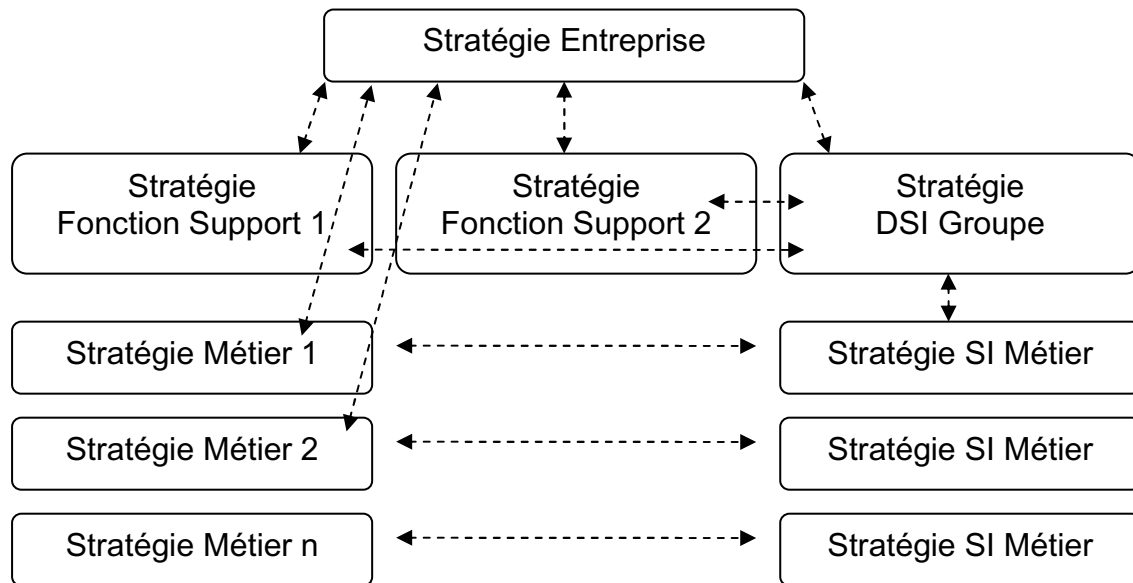 Stratégie Entreprise
Stratégie
Fonction Support 1
Stratégie
Fonction Support 2
Stratégie
DSI Groupe
Stratégie Métier 1
Stratégie SI Métier
Stratégie Métier 2
Stratégie SI Métier
Stratégie Métier n
Stratégie SI Métier